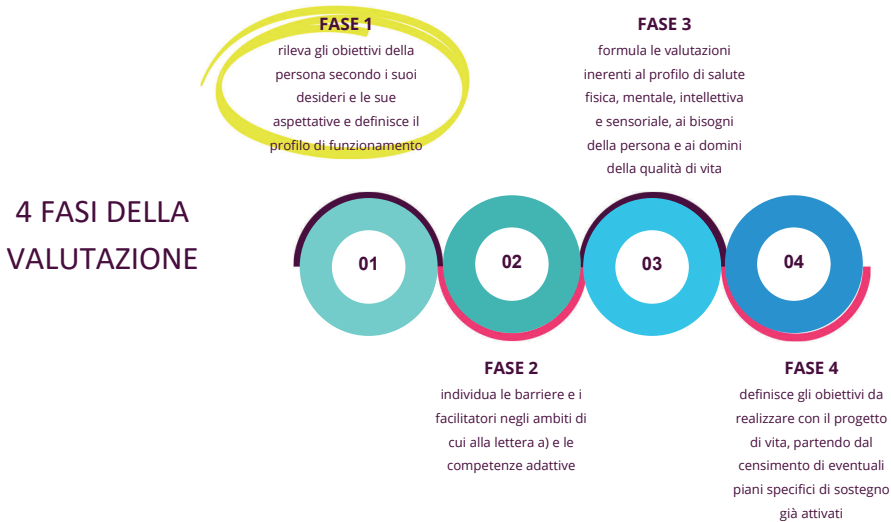 FASE 1
rileva gli obiettivi della
persona secondo i suoi
desideri e le sue
aspettative e definisce il
profilo di funzionamento
FASE 3
formula le valutazioni
inerenti al profilo di salute
fisica, mentale, intellettiva
e sensoriale, ai bisogni
della persona e ai domini
della qualità di vita
4 FASI DELLA
VALUTAZIONE
01
02
03
04
FASE 2
individua le barriere e i
facilitatori negli ambiti di
cui alla lettera a) e le
competenze adattive
FASE 4
definisce gli obiettivi da
realizzare con il progetto
di vita, partendo dal
censimento di eventuali
piani specifici di sostegno
già attivati